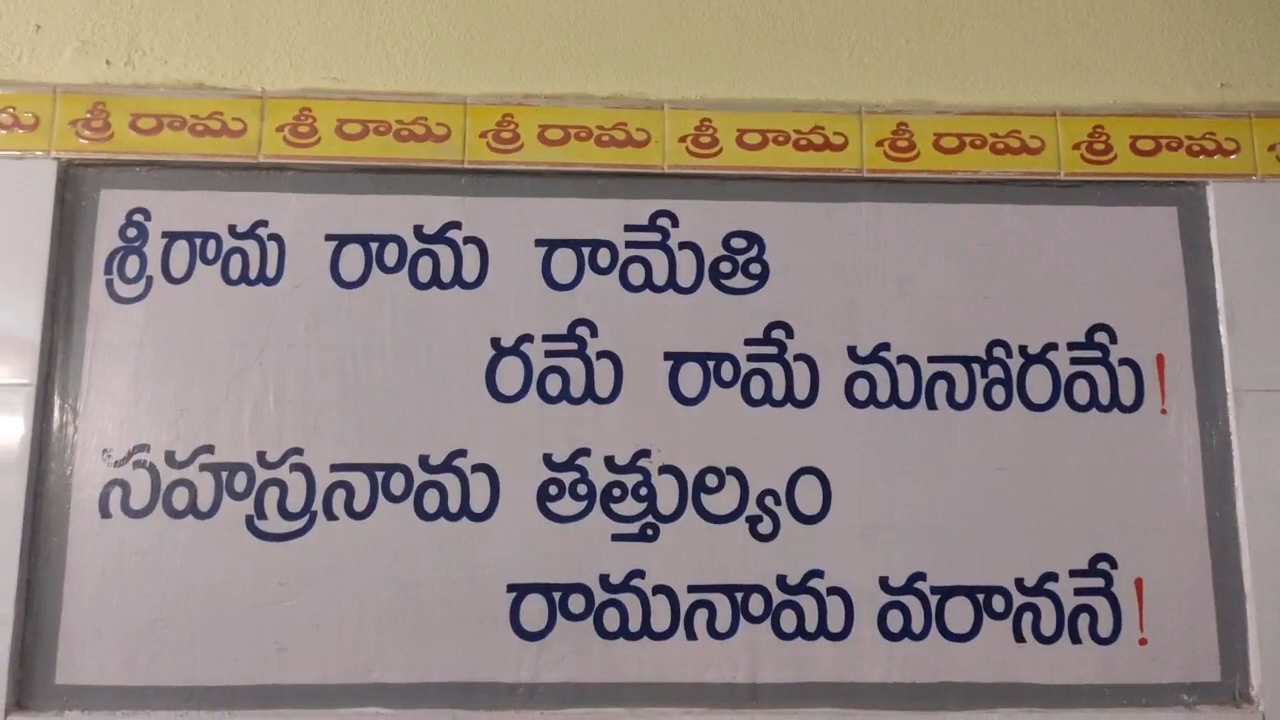 శ్రీ రామ శ్రీ రామ శ్రీ రామ శ్రీ రామ శ్రీ రామ శ్రీ రామ
శ్రీరామ రామ రామేతి
రమే రామే మనోరమే!
సహస్రనామ తత్తుల్యం
రామనామ వరాననే!